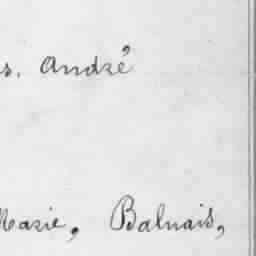 s. André
Marie, Balnais,